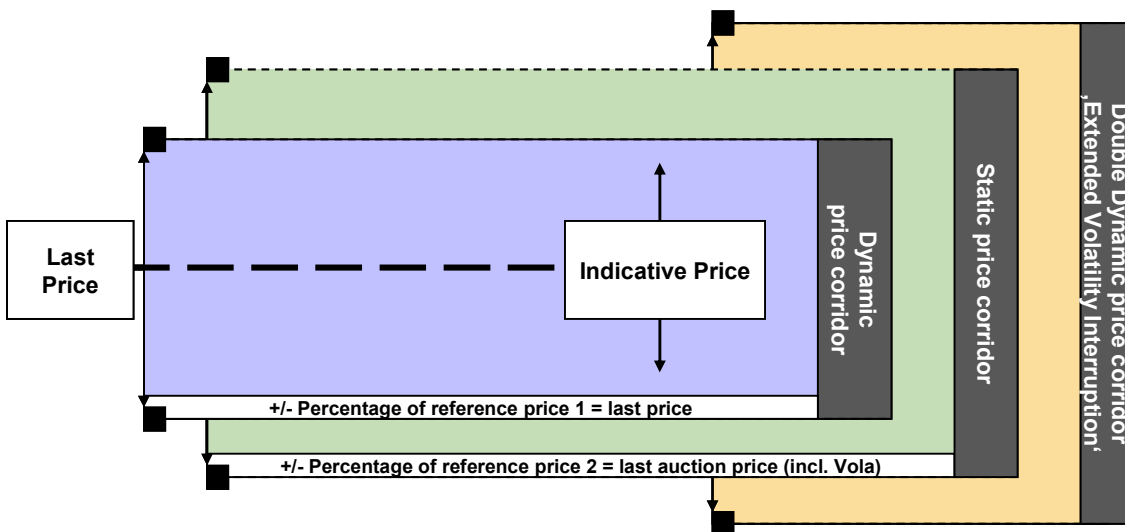 Last
Price
Indicative Price
Dynamic
price corridor
Static price corridor
Double Dynamic price corridor
‚Extended Volatility Interruption‘
+/- Percentage of reference price 1 = last price
+/- Percentage of reference price 2 = last auction price (incl. Vola)